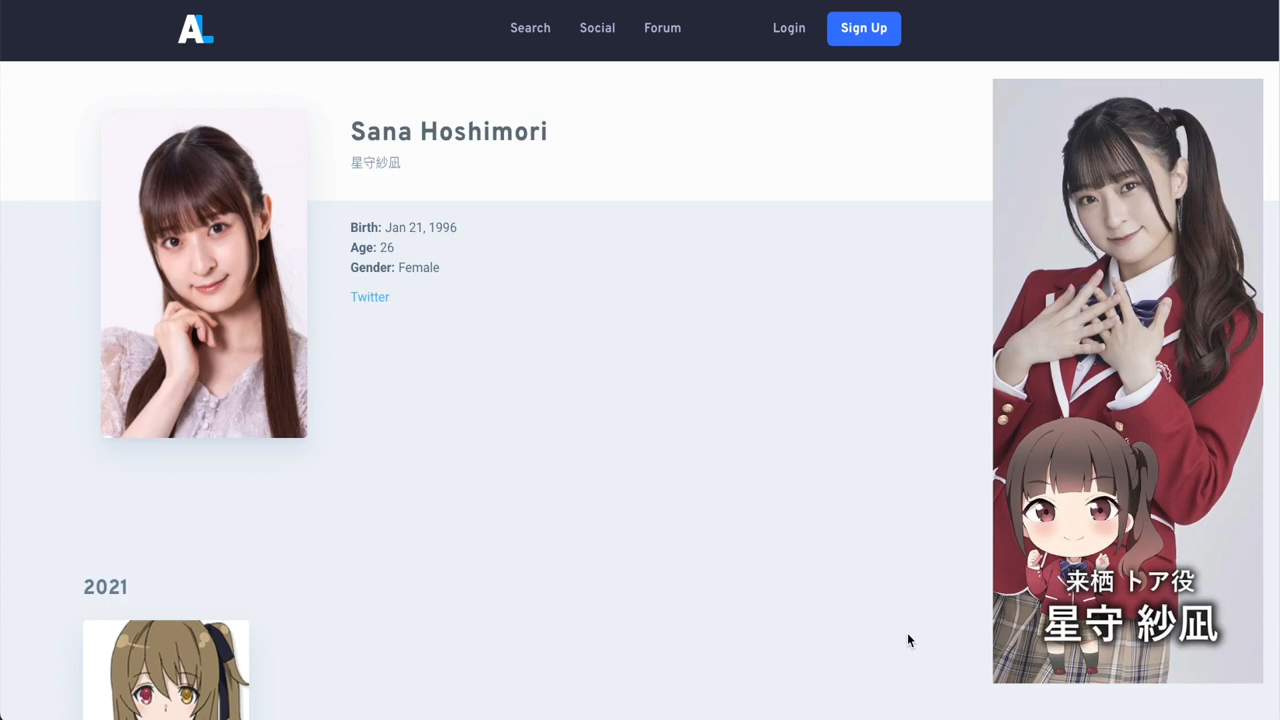 AL
Search
Social
Forum
Login
Sign Up
Sana Hoshimori
星守紗凪
Birth: Jan 21, 1996
Age: 26
Gender: Female
Twitter
2021
来栖 トア役
星守 紗凪